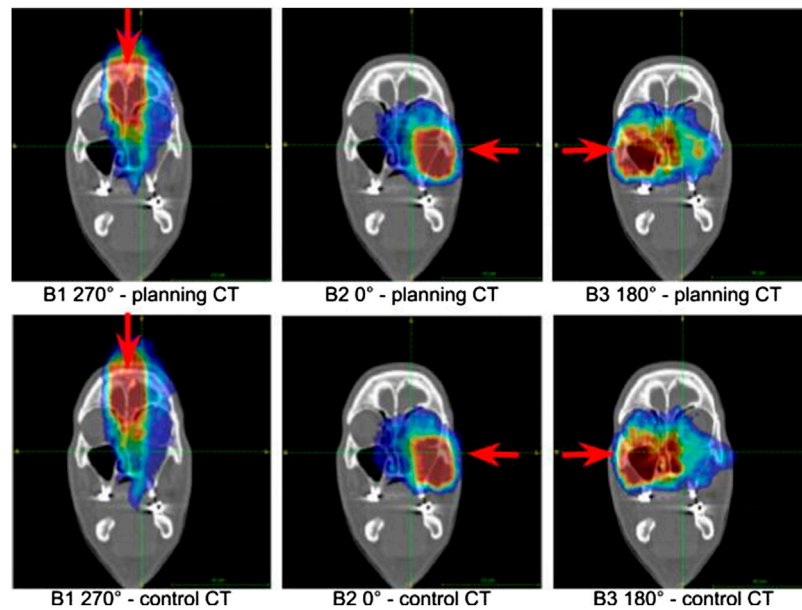 B1 270° - planning CT
B2 0° - planning CT
B3 180° - planning CT
B1 270° - control CT
B2 0° - control CT
B3 180° - control CT